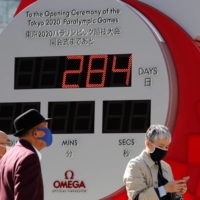 To the Opening Ceremony of the
Tokyo 2020 Paralympic Games
東京2020パラリンピック競技大会
開会式まであと
284 DAYS
日
MINS SECS
分 秒
Ω
OMEGA